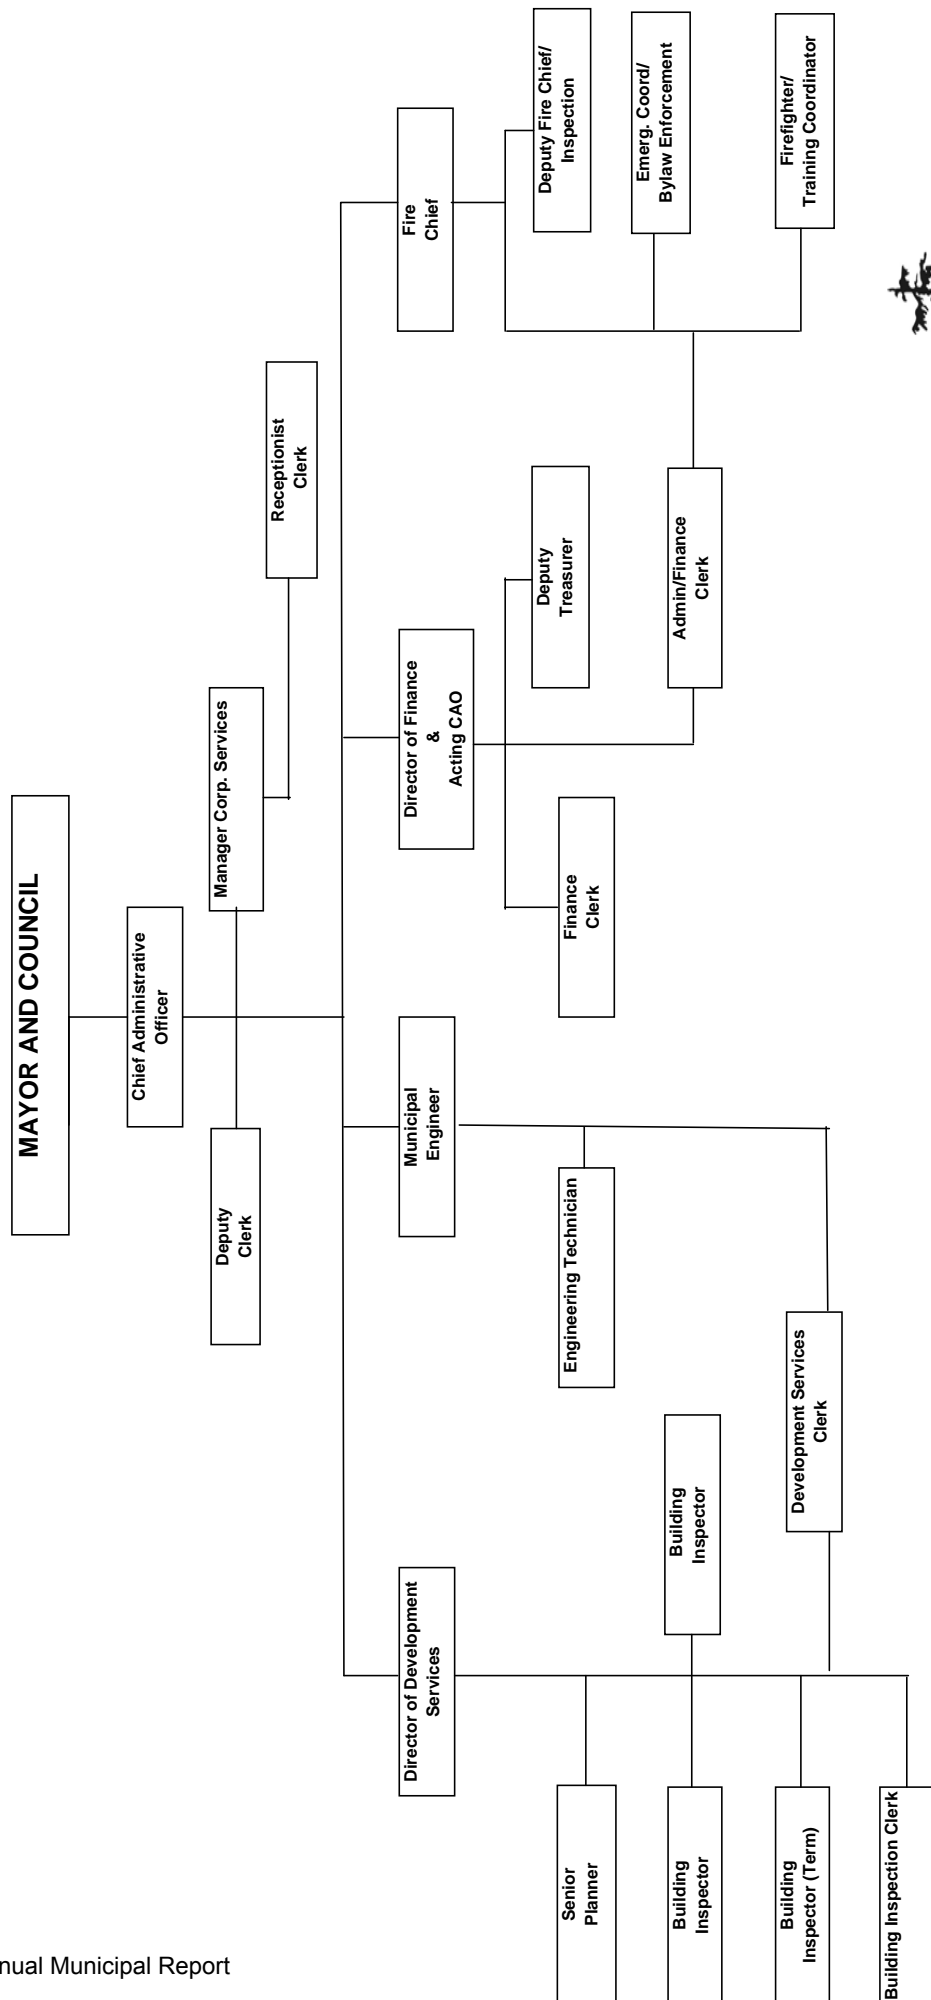 MAYOR AND COUNCIL
Chief Administrative
Officer
Deputy
Clerk
Manager Corp. Services
Receptionist
Clerk
Director of Development
Services
Municipal
Engineer
Director of Finance
&
Acting CAO
Fire
Chief
Senior
Planner
Engineering Technician
Finance
Clerk
Deputy
Treasurer
Deputy Fire Chief/
Inspection
Building
Inspector
Building
Inspector
Admin/Finance
Clerk
Emerg. Coord/
Bylaw Enforcement
Building
Inspector (Term)
Development Services
Clerk
Firefighter/
Training Coordinator
Building Inspection Clerk
nual Municipal Report